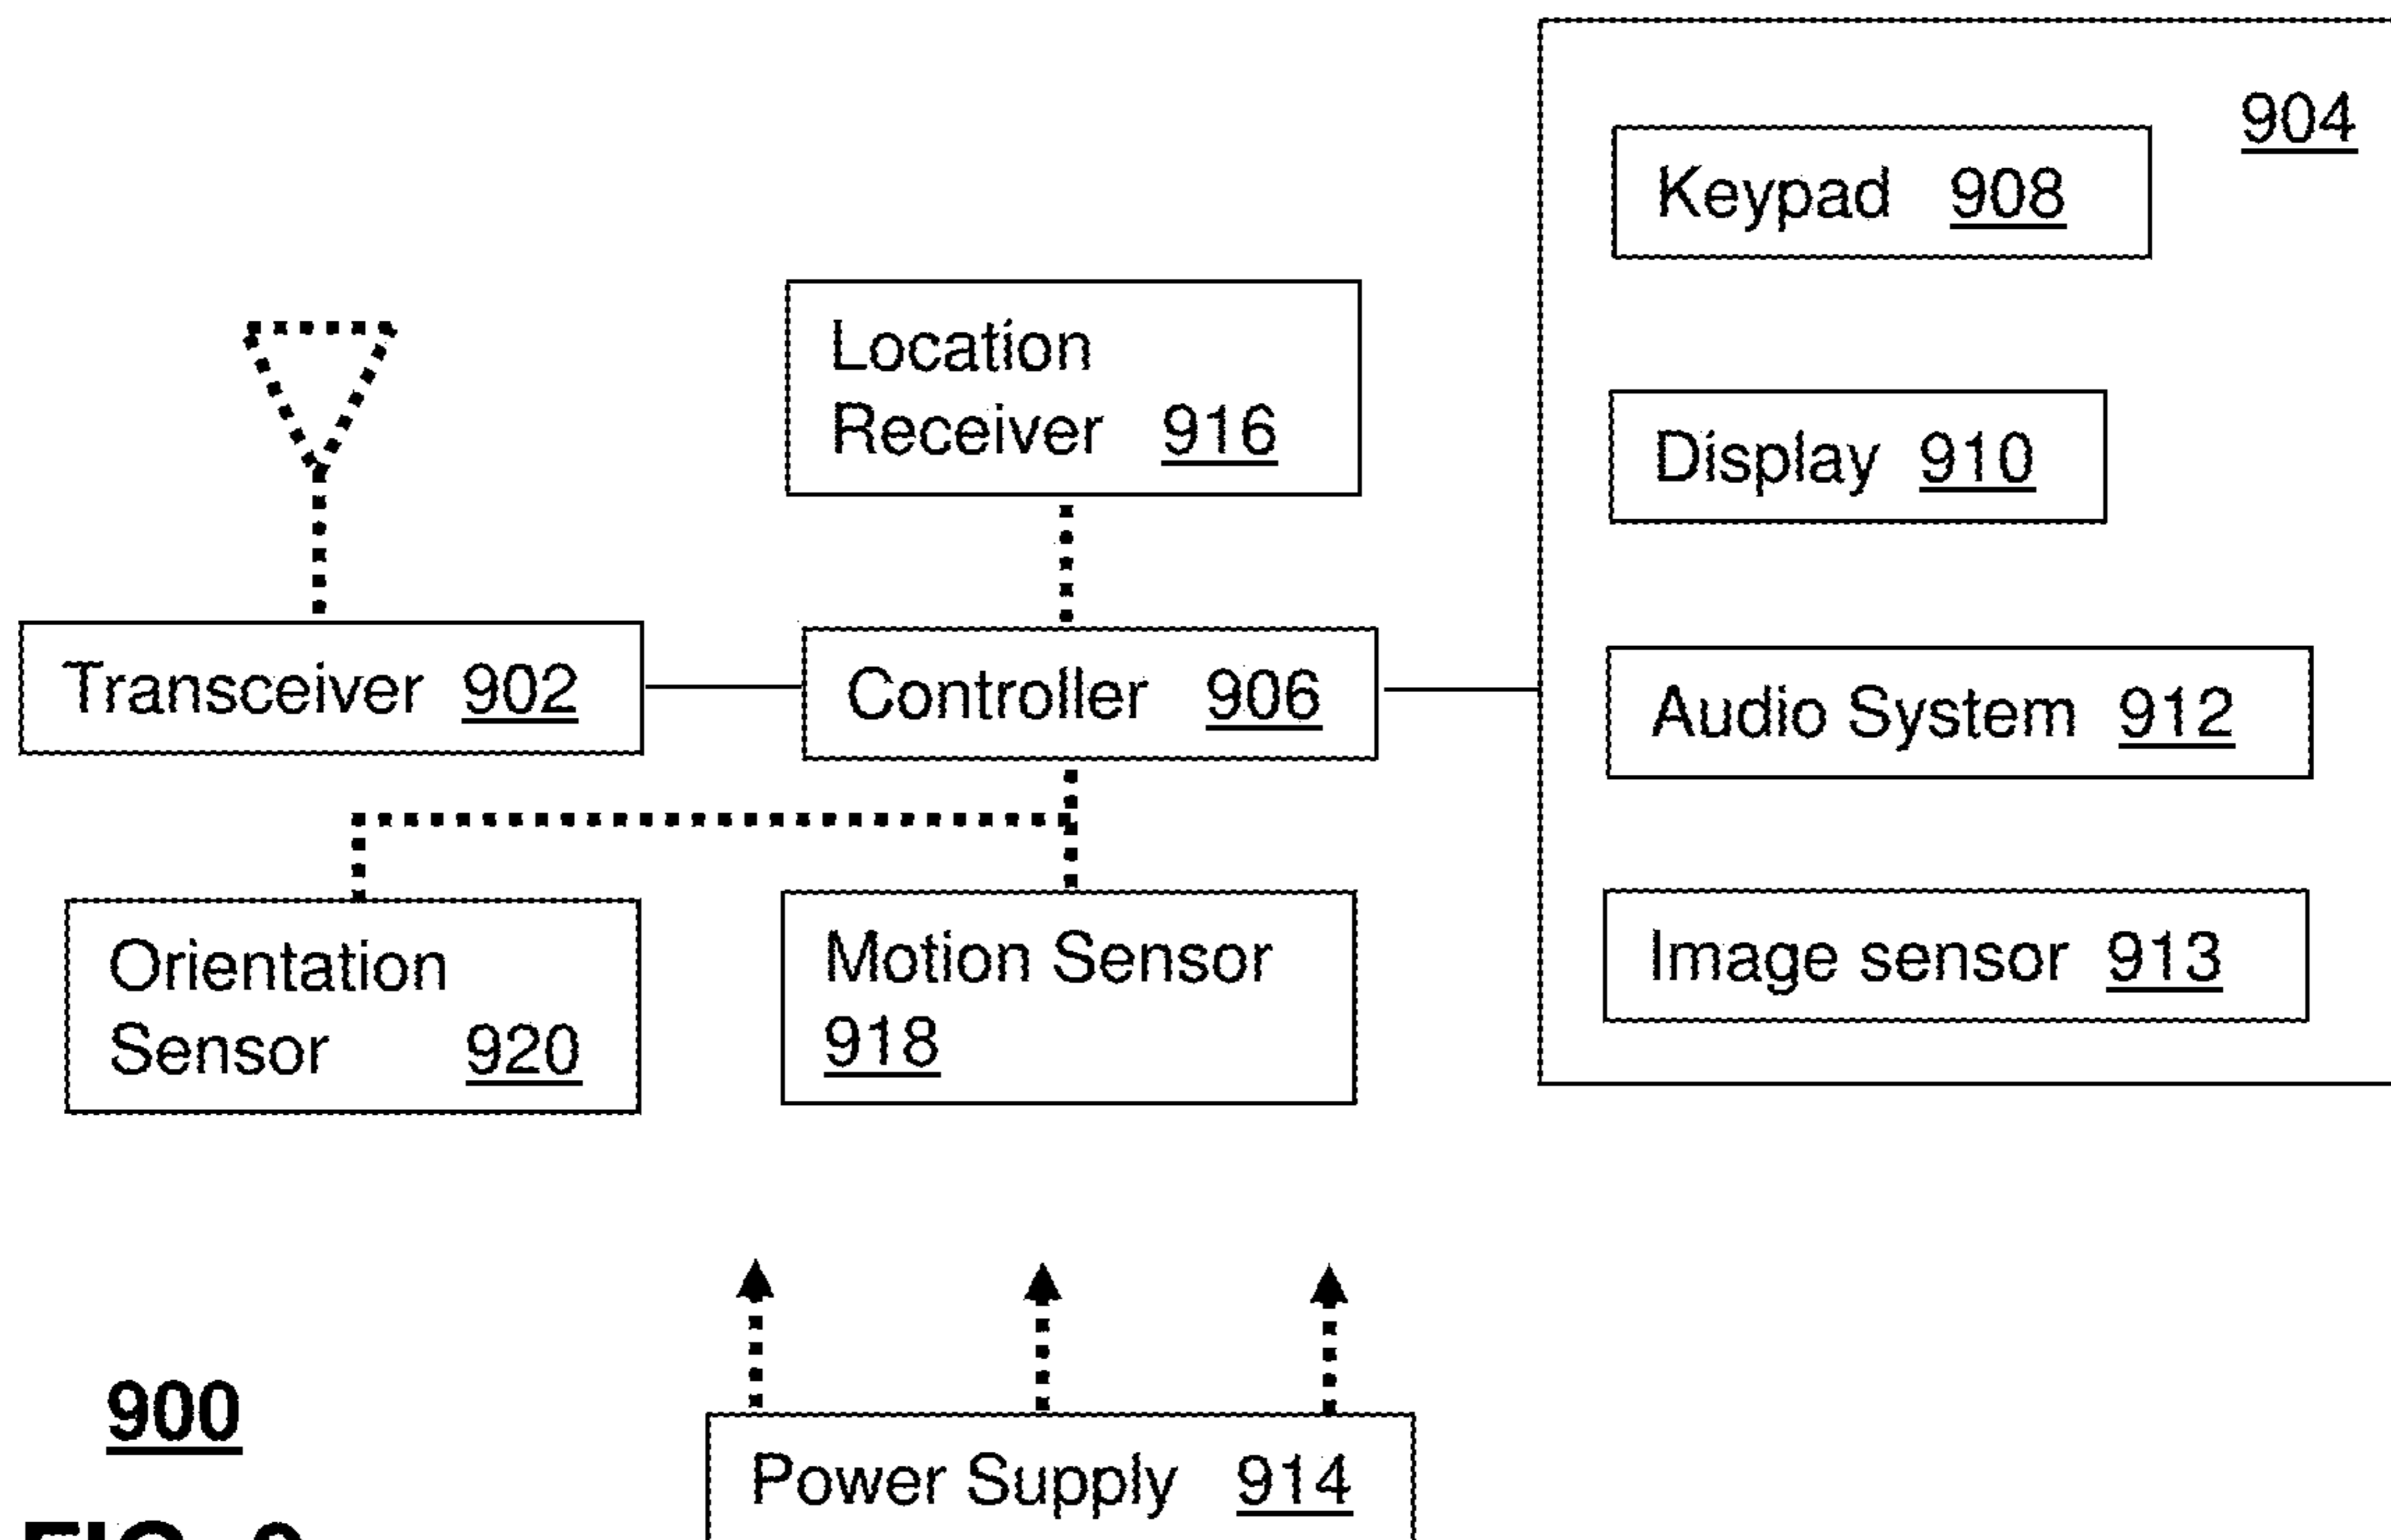 904
Keypad 908
Location
Receiver 916
Display 910
Transceiver 902
Controller 906
Audio System 912
Orientation
Sensor 920
Motion Sensor
918
Image sensor 913
900
Power Supply 914